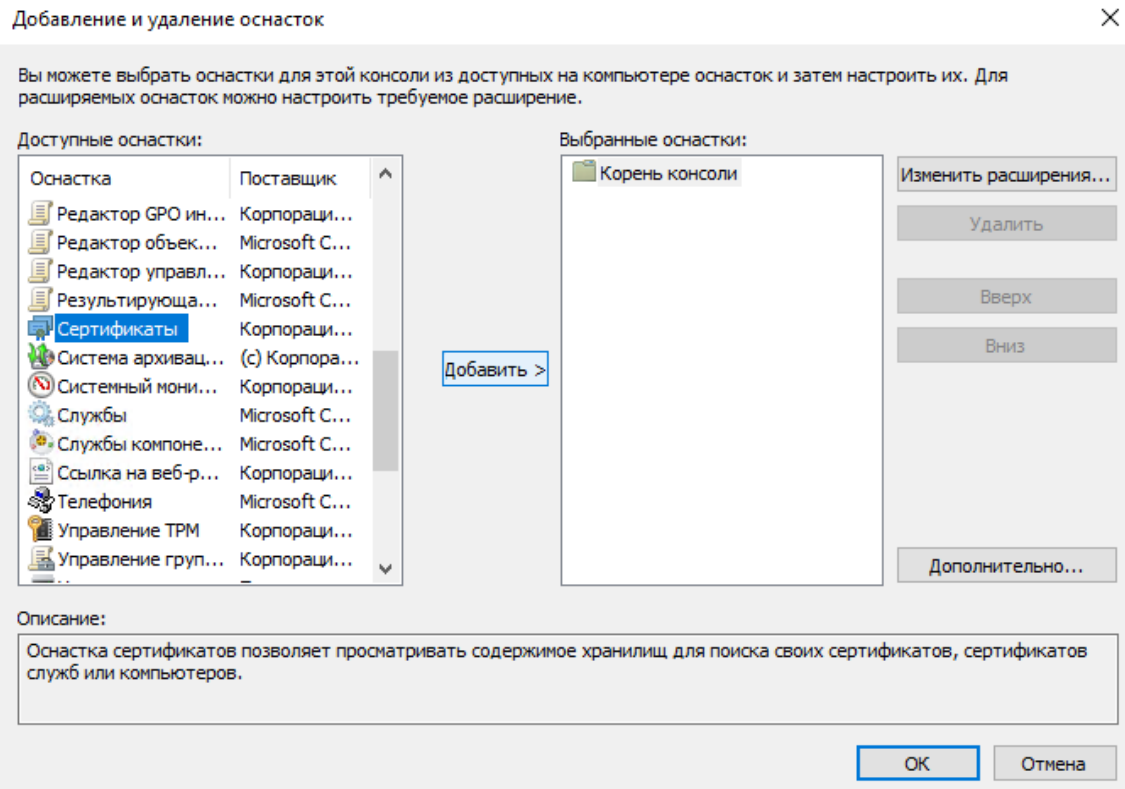 Добавление и удаление оснасток
Вы можете выбрать оснастки для этой консоли из доступных на компьютере оснасток и затем настроить их. Для
расширяемых оснасток можно настроить требуемое расширение.
Доступные оснастки:
Оснастка Поставщик
Редактор GPO ин... Корпораци...
Редактор объек... Microsoft C...
Редактор управл... Корпораци...
Результирующа... Microsoft C...
Сертификаты Корпораци...
Система архивац... (c) Корпора...
Системный мони... Корпораци...
Службы Microsoft C...
Службы компоне... Microsoft C...
Ссылка на веб-р... Корпораци...
Телефония Microsoft C...
Управление TPM Корпораци...
Управление груп... Корпораци...
Добавить >
Выбранные оснастки:
Корень консоли
Изменить расширения...
Удалить
Вверх
Вниз
Дополнительно...
Описание:
Оснастка сертификатов позволяет просматривать содержимое хранилищ для поиска своих сертификатов, сертификатов
служб или компьютеров.
ОК Отмена